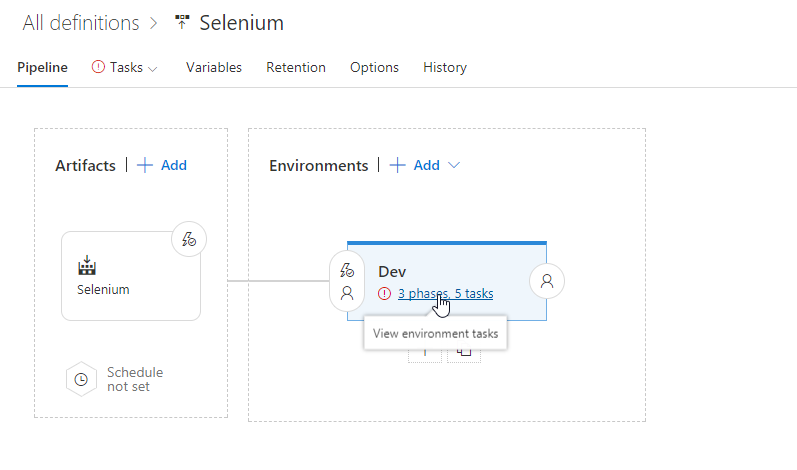 All definitions > Selenium
Pipeline Tasks Variables Retention Options History
Artifacts | + Add
Environments | + Add
Selenium
Dev
3 phases, 5 tasks
View environment tasks
Schedule
not set